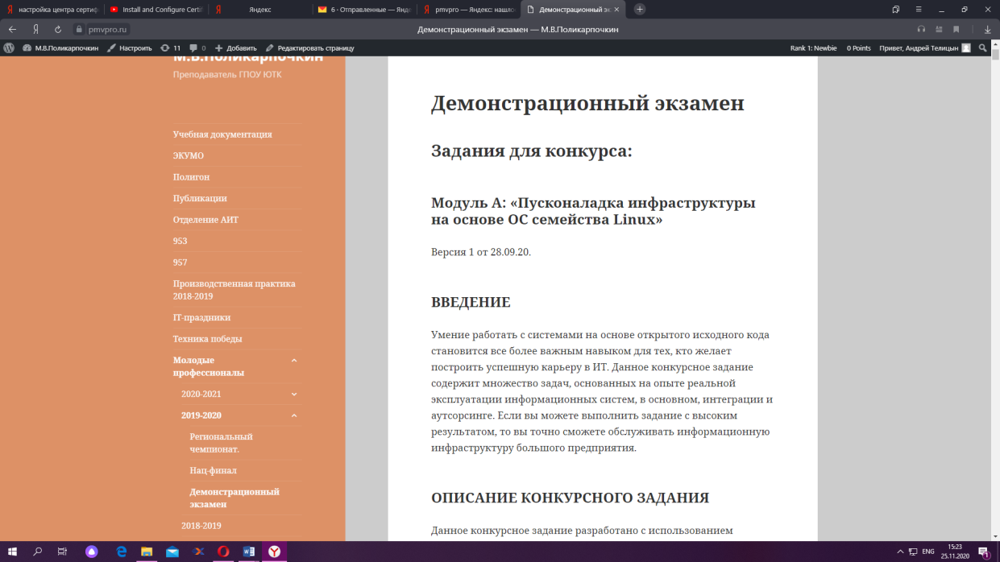 настройка центра сертиф
Install and Configure Certif
Яндекс
6 · Отправленные — Янде
pmvpro — Яндекс: нашло
Демонстрационный эк
pmvpro.ru
Демонстрационный экзамен — М.В.Поликарпочкин
М.В.Поликарпочкин
Настроить
11
0
Добавить
Редактировать страницу
Rank 1: Newbie
0 Points
Привет, Андрей Телицын
М.В.Поликарпочкин
Преподаватель ГПОУ ЮТК
Учебная документация
ЭКУМО
Полигон
Публикации
Отделение АИТ
953
957
Производственная практика
2018-2019
IT-праздники
Техника победы
Молодые
профессионалы
2020-2021
2019-2020
Региональный
чемпионат.
Нац-финал
Демонстрационный
экзамен
2018-2019
Демонстрационный экзамен
Задания для конкурса:
Модуль А: «Пусконаладка инфраструктуры
на основе ОС семейства Linux»
Версия 1 от 28.09.20.
ВВЕДЕНИЕ
Умение работать с системами на основе открытого исходного кода
становится все более важным навыком для тех, кто желает
построить успешную карьеру в ИТ. Данное конкурсное задание
содержит множество задач, основанных на опыте реальной
эксплуатации информационных систем, в основном, интеграции и
аутсорсинге. Если вы можете выполнить задание с высоким
результатом, то вы точно сможете обслуживать информационную
инфраструктуру большого предприятия.
ОПИСАНИЕ КОНКУРСНОГО ЗАДАНИЯ
Данное конкурсное задание разработано с использованием
ENG
15:23
25.11.2020
1